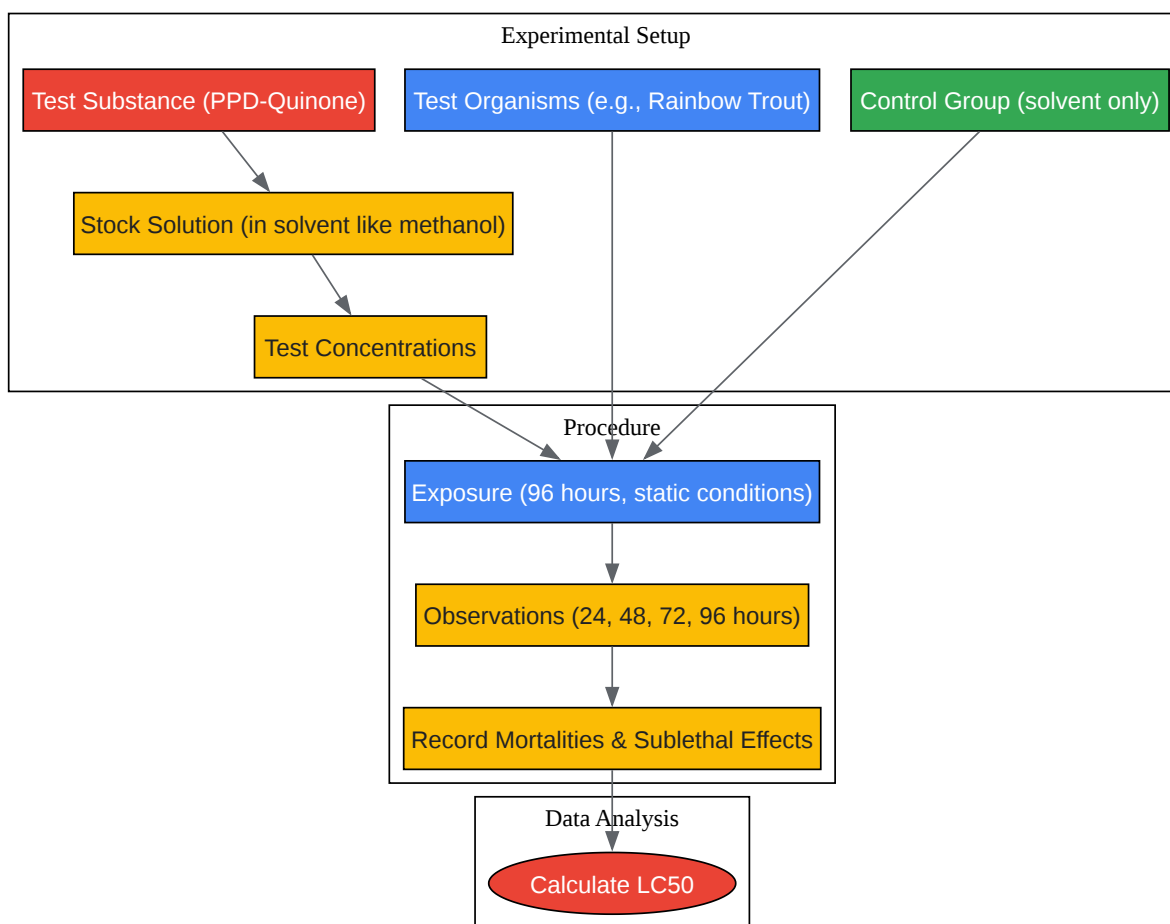 Experimental Setup
Test Substance (PPD-Quinone)
Test Organisms (e.g., Rainbow Trout)
Control Group (solvent only)
Stock Solution (in solvent like methanol)
Test Concentrations
Procedure
Exposure (96 hours, static conditions)
Observations (24, 48, 72, 96 hours)
Record Mortalities & Sublethal Effects
Data Analysis
Calculate LC50